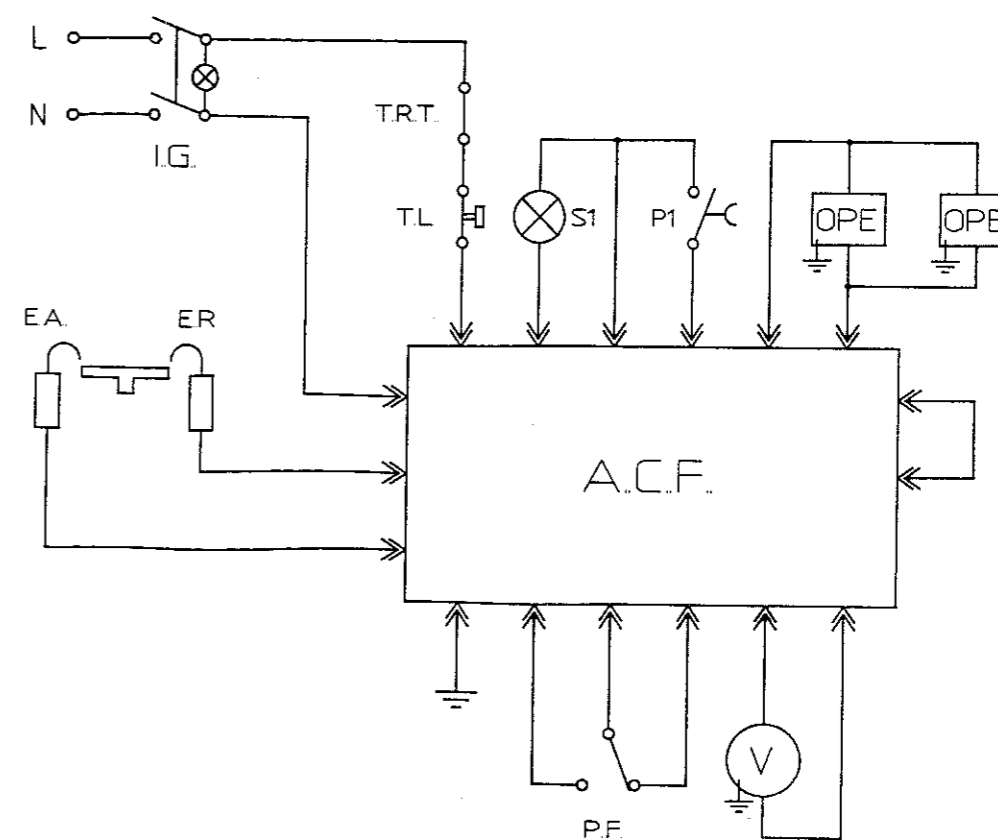 L
N
I.G.
T.R.T.
T.L
S1
P1
OPE
OPE
E.A.
E.R
A.C.F.
V
P.F.